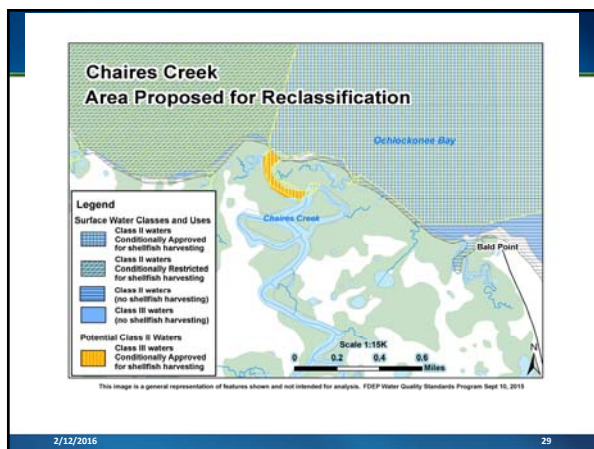 Chaires Creek
Area Proposed for Reclassification
Ochlockonee Bay
Chaires Creek
Bald Point
Legend
Surface Water Classes and Uses
Class II waters
Conditionally Approved
for shellfish harvesting
Class II waters
Conditionally Restricted
for shellfish harvesting
Class II waters
(no shellfish harvesting)
Class III waters
(no shellfish harvesting)
Potential Class II Waters
Class III waters
Conditionally Approved
for shellfish harvesting
Scale 1:15K
0 0.2 0.4 0.6
Miles
N
This image is a general representation of features shown and not intended for analysis. FDEP Water Quality Standards Program Sept 10, 2015
2/12/2016
29